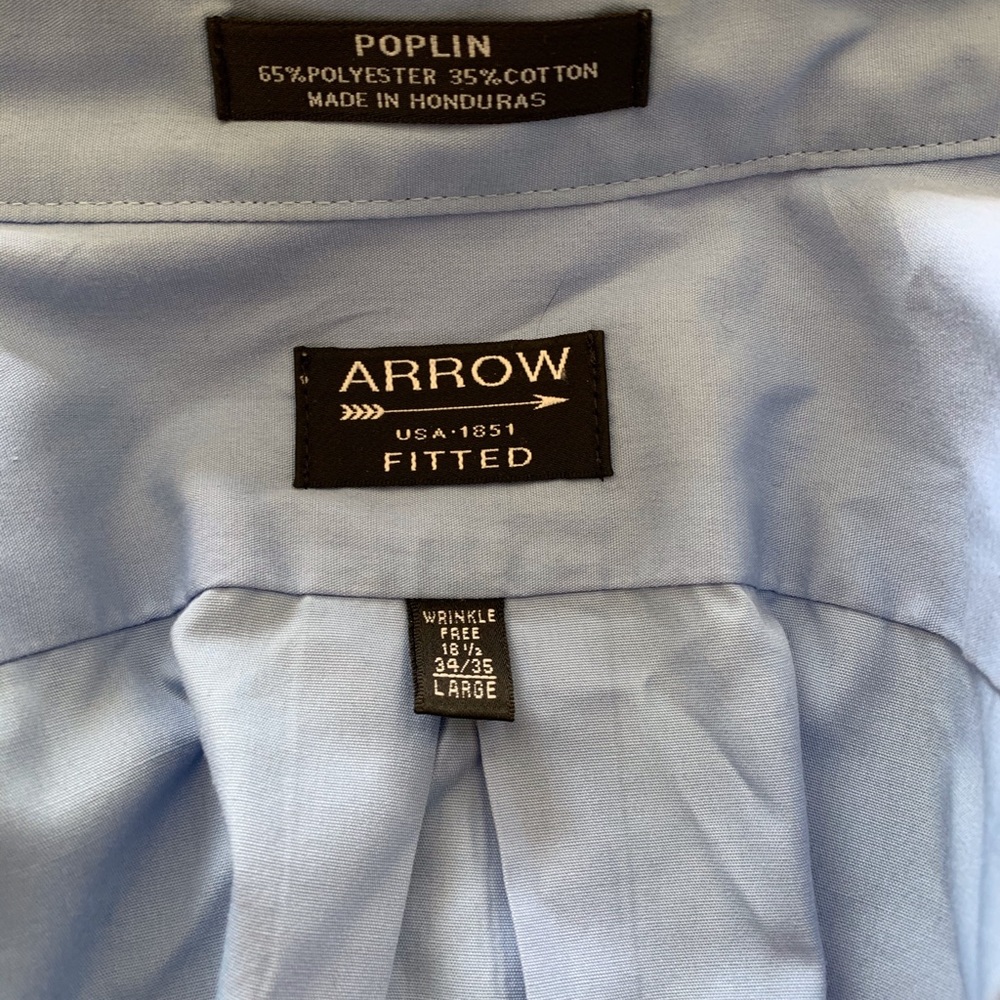 POPLIN
65%POLYESTER 35%COTTON
MADE IN HONDURAS
ARROW
USA·1851
FITTED
WRINKLE
FREE
16 ½
34/35
LARGE